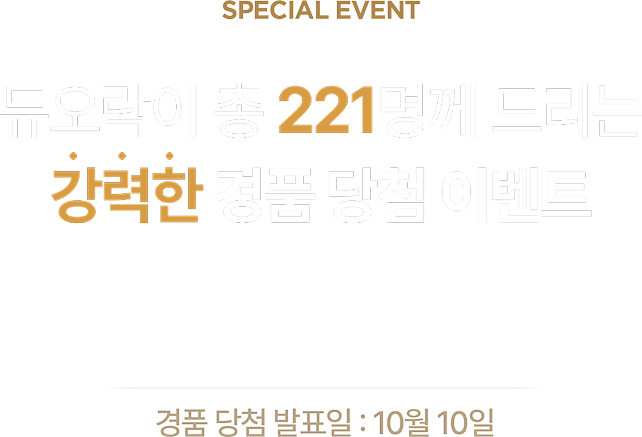 SPECIAL EVENT
듀오락이 총 221명께 드리는
강력한 경품 당첨 이벤트
경품 당첨 발표일 : 10월 10일